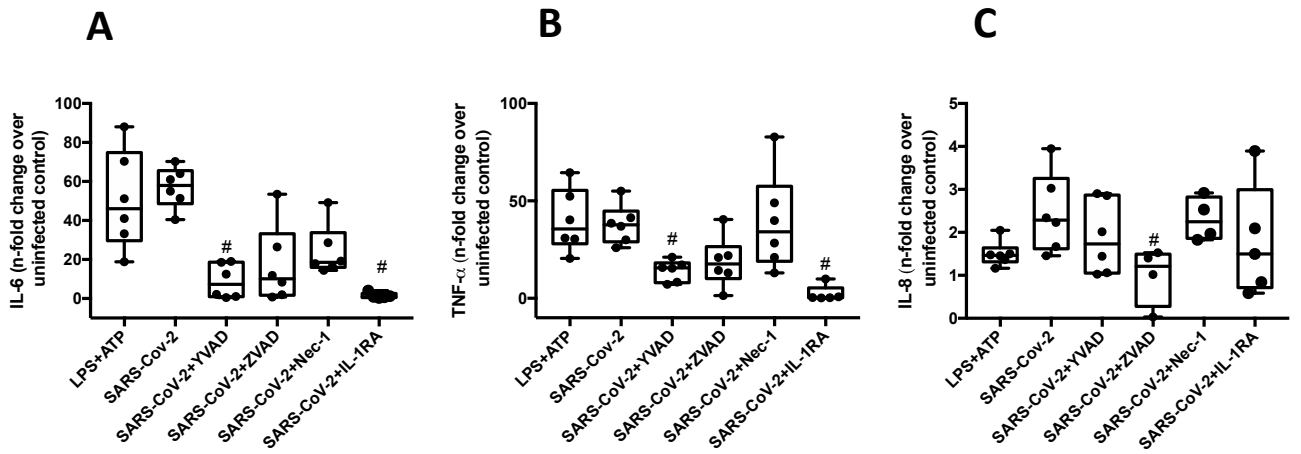 A
B
C
IL-6 (n-fold change over
uninfected control)
100
80
60
40
20
0
#
#
LPS+ATP
SARS-Cov-2
SARS-CoV-2+YVAD
SARS-CoV-2+ZVAD
SARS-CoV-2+Nec-1
SARS-CoV-2+IL-1RA
TNF-α (n-fold change over
uninfected control)
100
50
0
#
#
LPS+ATP
SARS-Cov-2
SARS-CoV-2+YVAD
SARS-CoV-2+ZVAD
SARS-CoV-2+Nec-1
SARS-CoV-2+IL-1RA
IL-8 (n-fold change over
uninfected control)
5
4
3
2
1
0
#
LPS+ATP
SARS-CoV-2
SARS-CoV-2+YVAD
SARS-CoV-2+ZVAD
SARS-CoV-2+Nec-1
SARS-CoV-2+IL-1RA